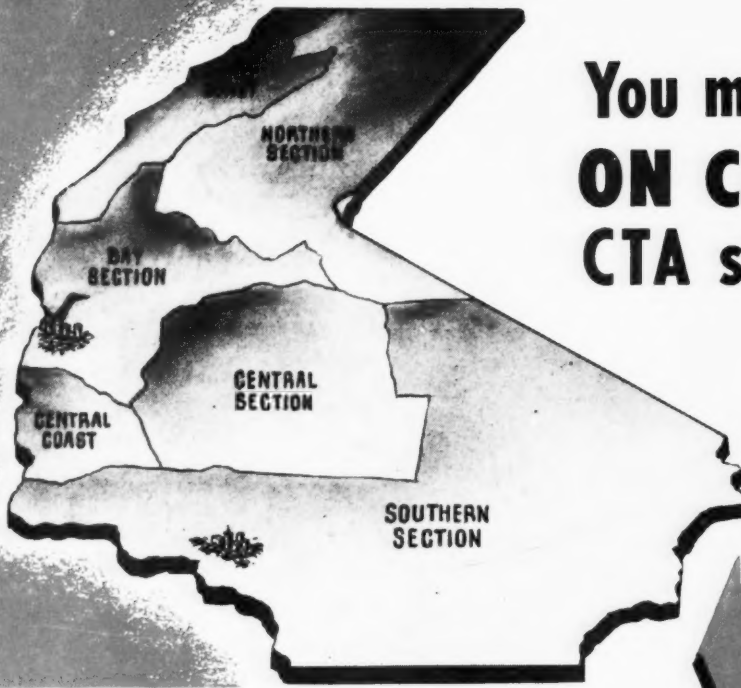 NORTHERN
SECTION
BAY
SECTION
CENTRAL
SECTION
CENTRAL
COAST
SOUTHERN
SECTION
You m
ON C
CTA s